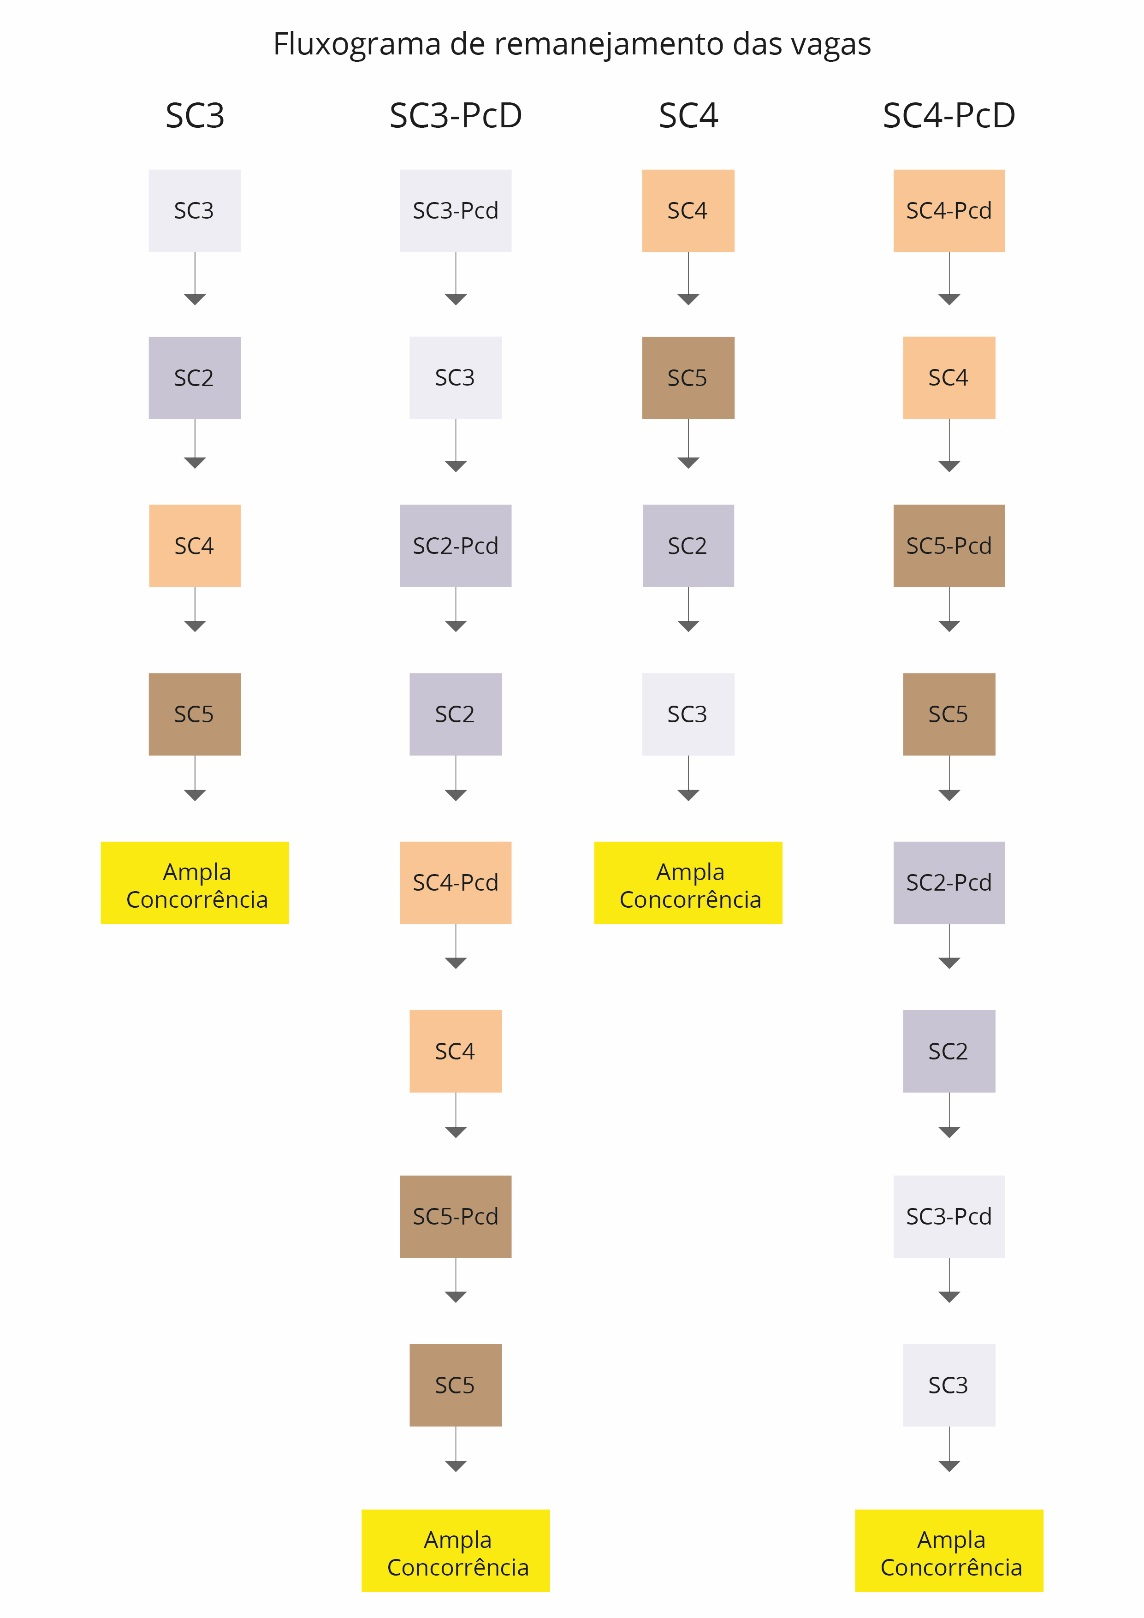 Fluxograma de remanejamento das vagas
SC3
SC3
SC2
SC4
SC5
Ampla
Concorrência
SC3-PcD
SC3-Pcd
SC3
SC2-Pcd
SC2
SC4-Pcd
SC4
SC5-Pcd
SC5
Ampla
Concorrência
SC4
SC4
SC5
SC2
SC3
Ampla
Concorrência
SC4-PcD
SC4-Pcd
SC4
SC5-Pcd
SC5
SC2-Pcd
SC2
SC3-Pcd
SC3
Ampla
Concorrência